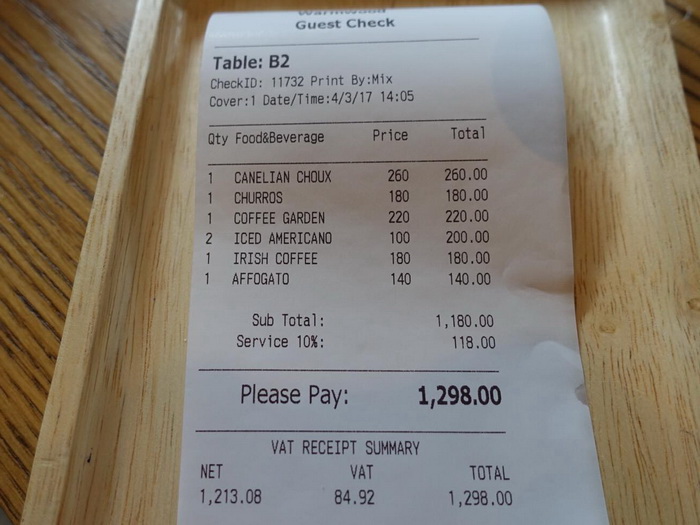 Guest Check
Table: B2
CheckID: 11732 Print By:Mix
Cover:1 Date/Time:4/3/17 14:05
Qty Food&Beverage Price Total
1 CANELIAN CHOUX 260 260.00
1 CHURROS 180 180.00
1 COFFEE GARDEN 220 220.00
2 ICED AMERICANO 100 200.00
1 IRISH COFFEE 180 180.00
1 AFFOGATO 140 140.00
Sub Total: 1,180.00
Service 10%: 118.00
Please Pay: 1,298.00
VAT RECEIPT SUMMARY
NET VAT TOTAL
1,213.08 84.92 1,298.00